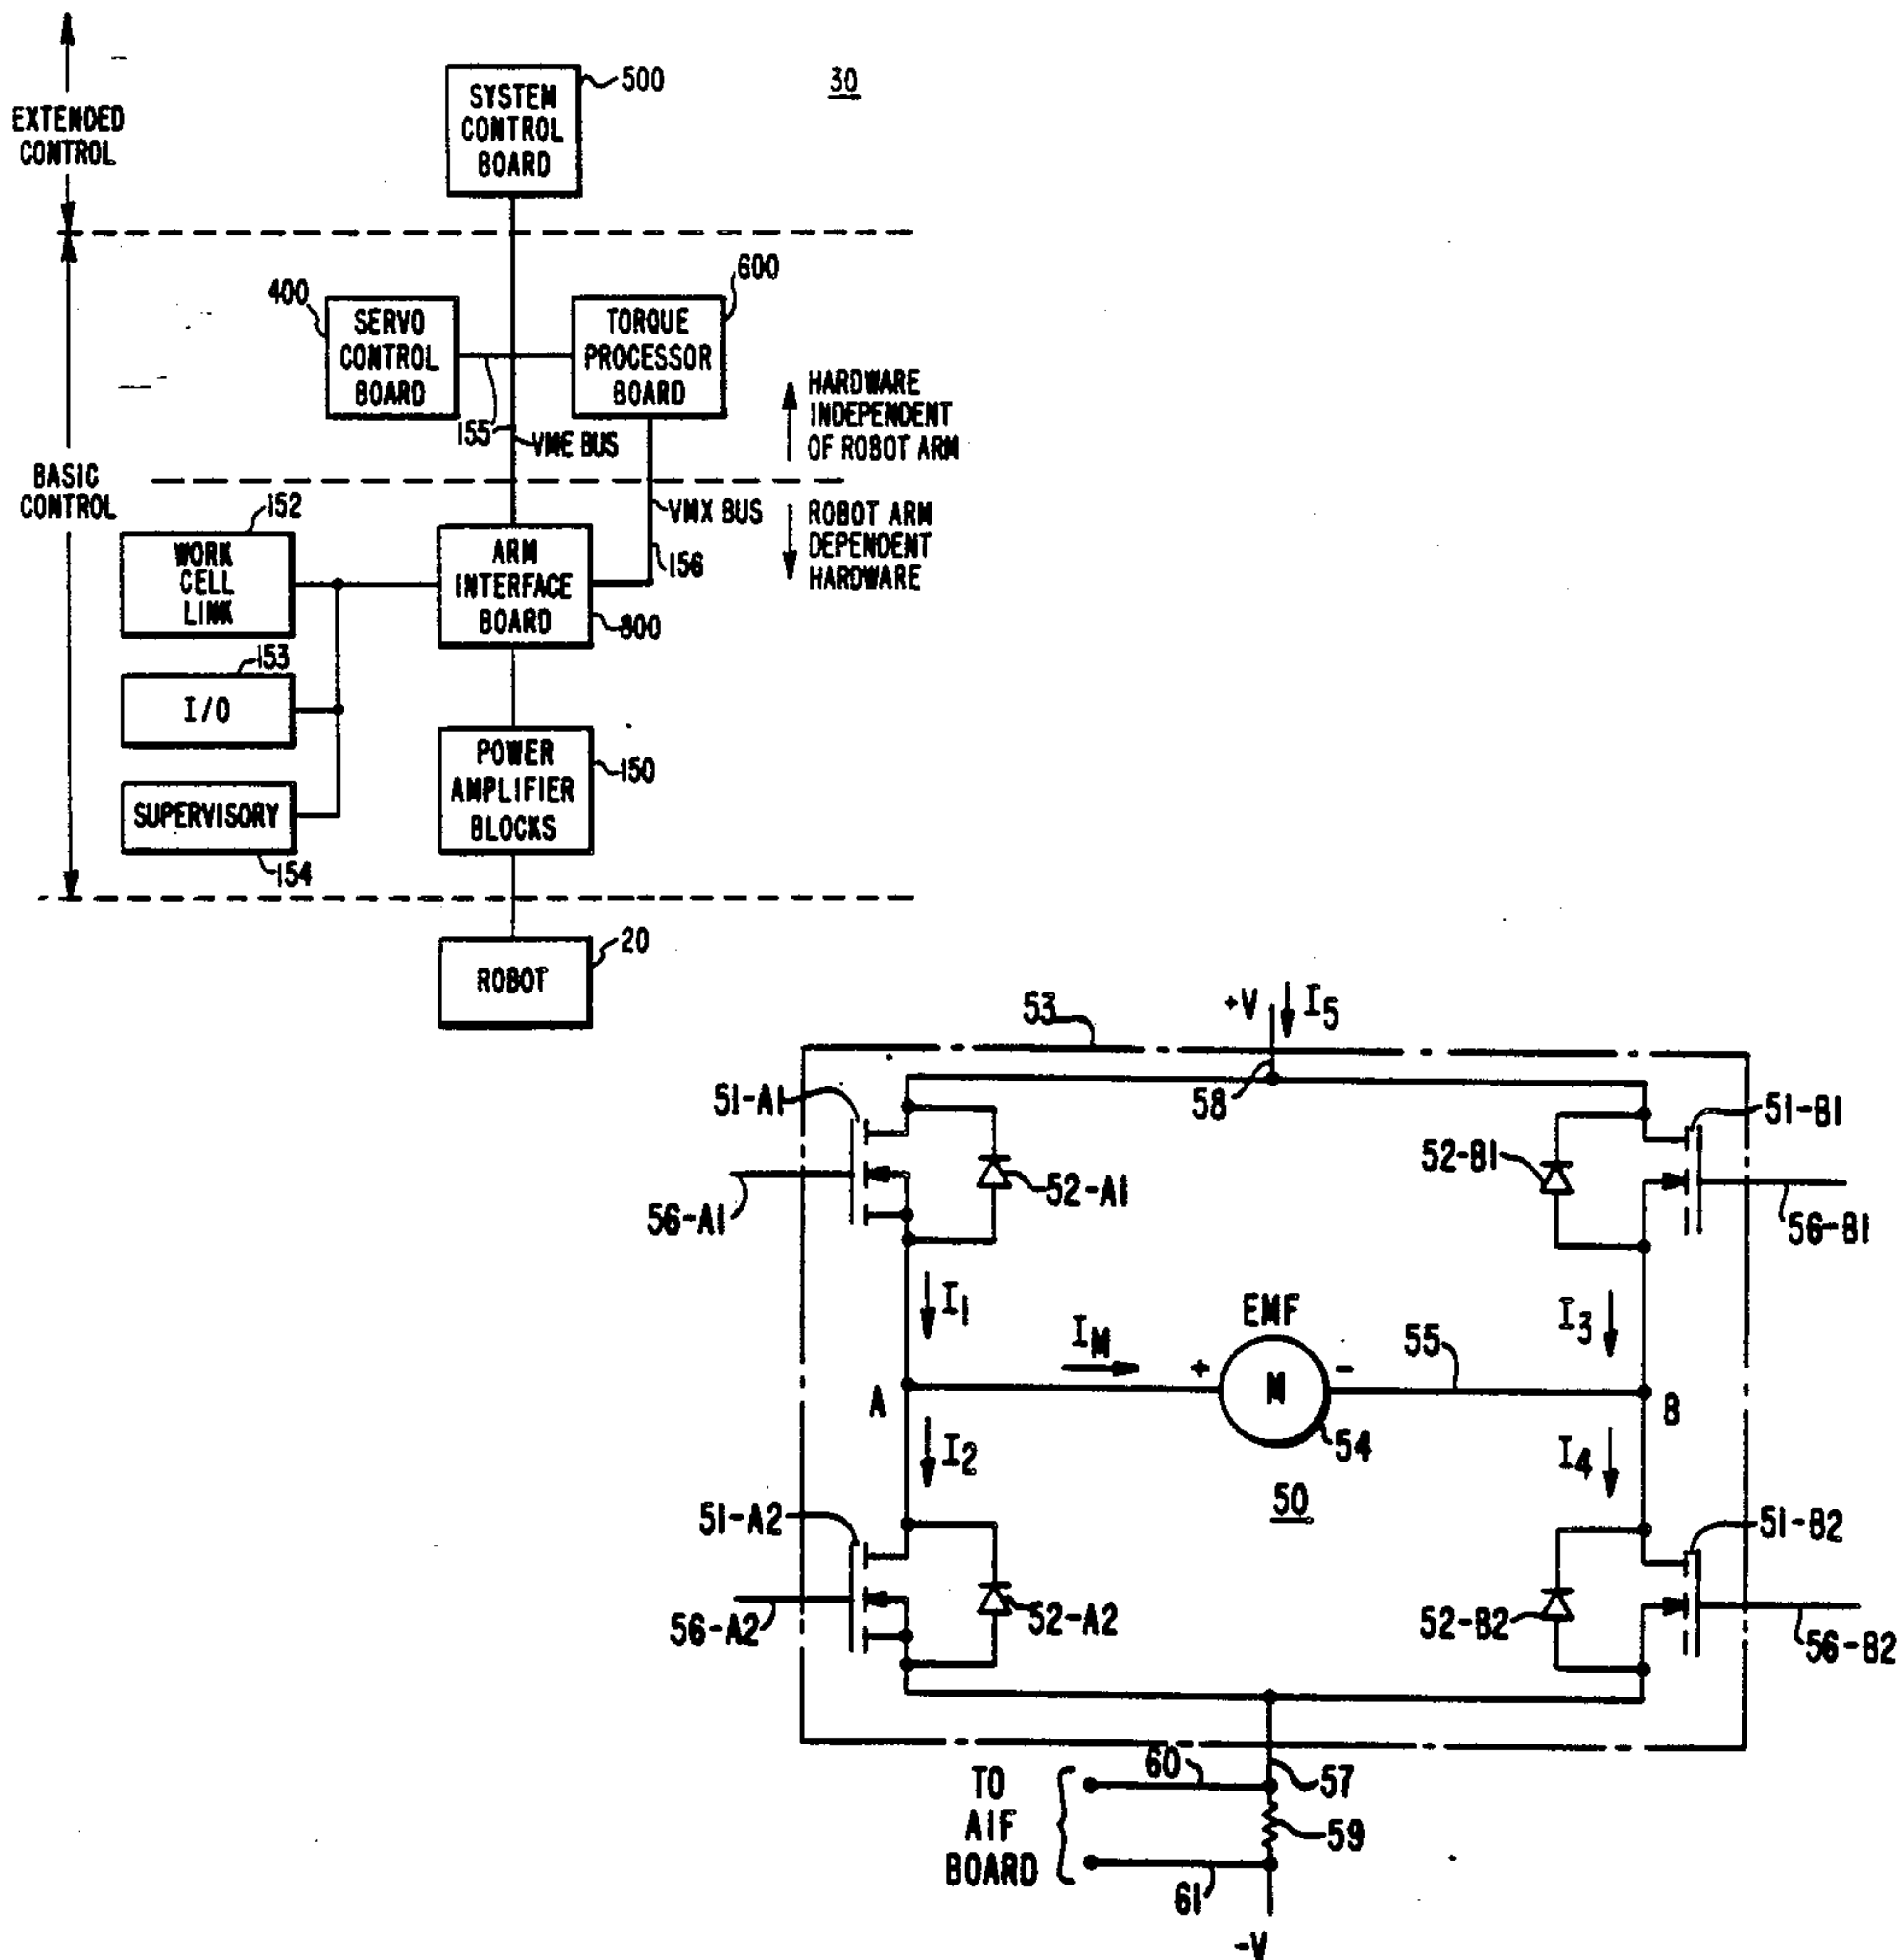 500
30
SYSTEM
CONTROL
BOARD
EXTENDED
CONTROL
600
400
SERVO
CONTROL
BOARD
TORQUE
PROCESSOR
BOARD
HARDWARE
INDEPENDENT
OF ROBOT ARM
155
VME BUS
BASIC
CONTROL
152
VMX BUS
ROBOT ARM
DEPENDENT
HARDWARE
WORK
CELL
LINK
ARM
INTERFACE
BOARD
156
800
153
I/O
POWER
AMPLIFIER
BLOCKS
150
SUPERVISORY
154
20
ROBOT
53
+V
I5
58
51-A1
51-B1
52-A1
52-B1
56-A1
56-B1
I1
EMF
I3
IM
55
+
M
-
A
B
54
I2
I4
50
51-A2
51-B2
52-A2
52-B2
56-A2
56-B2
60
57
TO
AIF
BOARD
59
61
-V